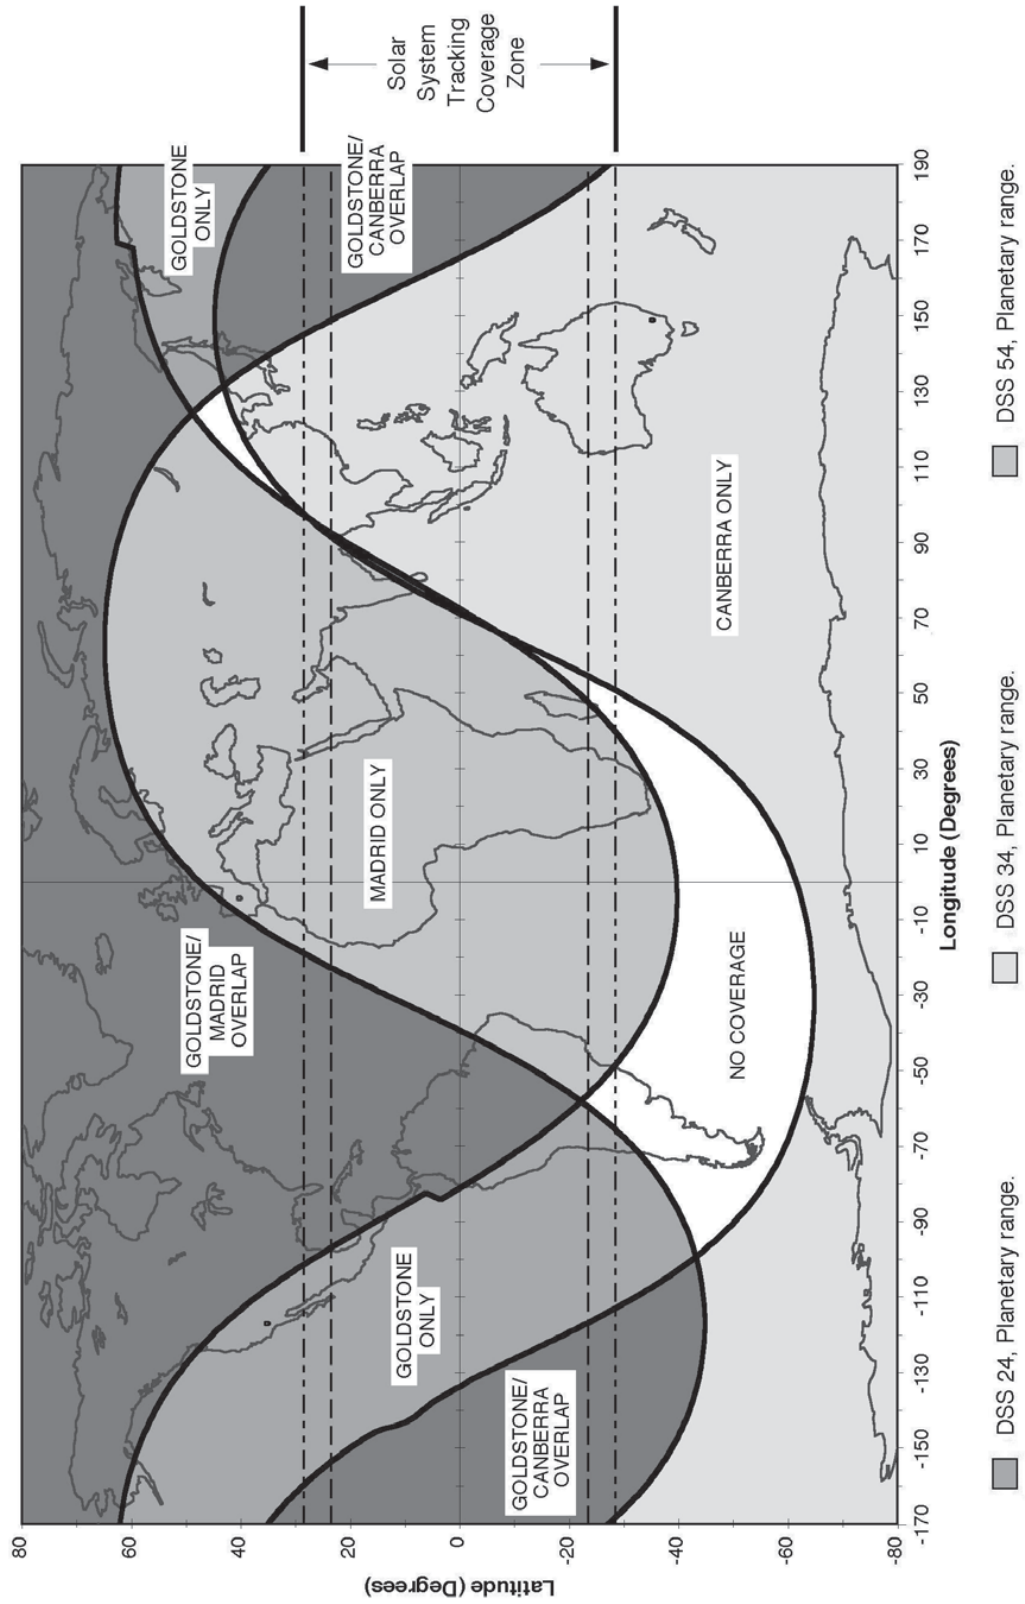 Solar
System
Tracking
Coverage
Zone
GOLDSTONE
ONLY
GOLDSTONE/
CANBERRA
OVERLAP
GOLDSTONE/
MADRID
OVERLAP
MADRID ONLY
GOLDSTONE
ONLY
CANBERRA ONLY
GOLDSTONE/
CANBERRA
OVERLAP
NO COVERAGE
80
60
40
20
0
-20
-40
-60
-80
Latitude (Degrees)
-170
-150
-130
-110
-90
-70
-50
-30
-10
10
30
50
70
90
110
130
150
170
190
Longitude (Degrees)
DSS 24, Planetary range.
DSS 34, Planetary range.
DSS 54, Planetary range.